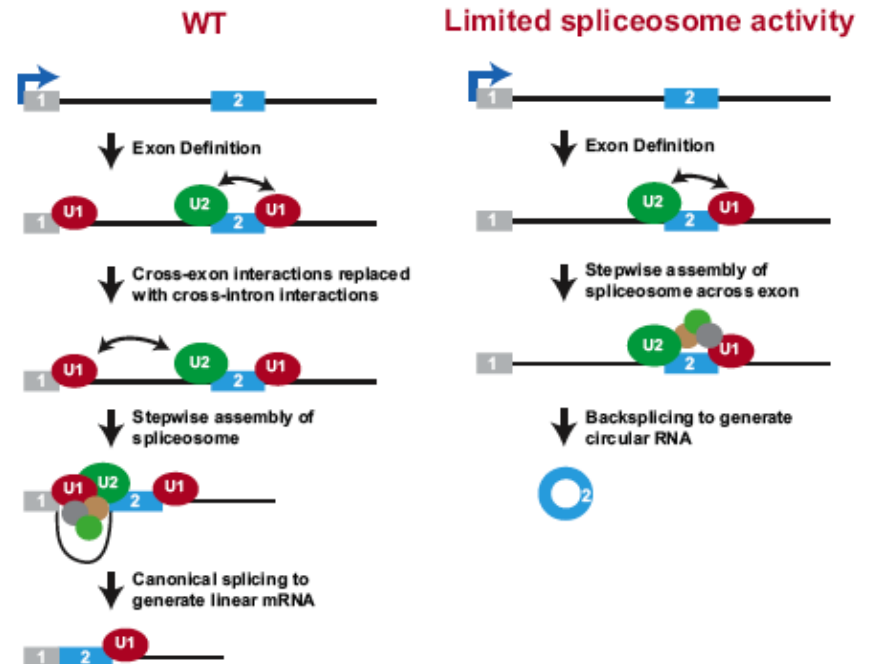 WT
1
2
Exon Definition
1
U1
U2
2
U1
Cross-exon interactions replaced
with cross-intron interactions
1
U1
U2
2
U1
Stepwise assembly of
spliceosome
1
U1
U2
2
U1
Canonical splicing to
generate linear mRNA
1
2
U1
Limited spliceosome activity
1
2
Exon Definition
1
U2
2
U1
Stepwise assembly of
spliceosome across exon
1
U2
2
U1
Backsplicing to generate
circular RNA
2